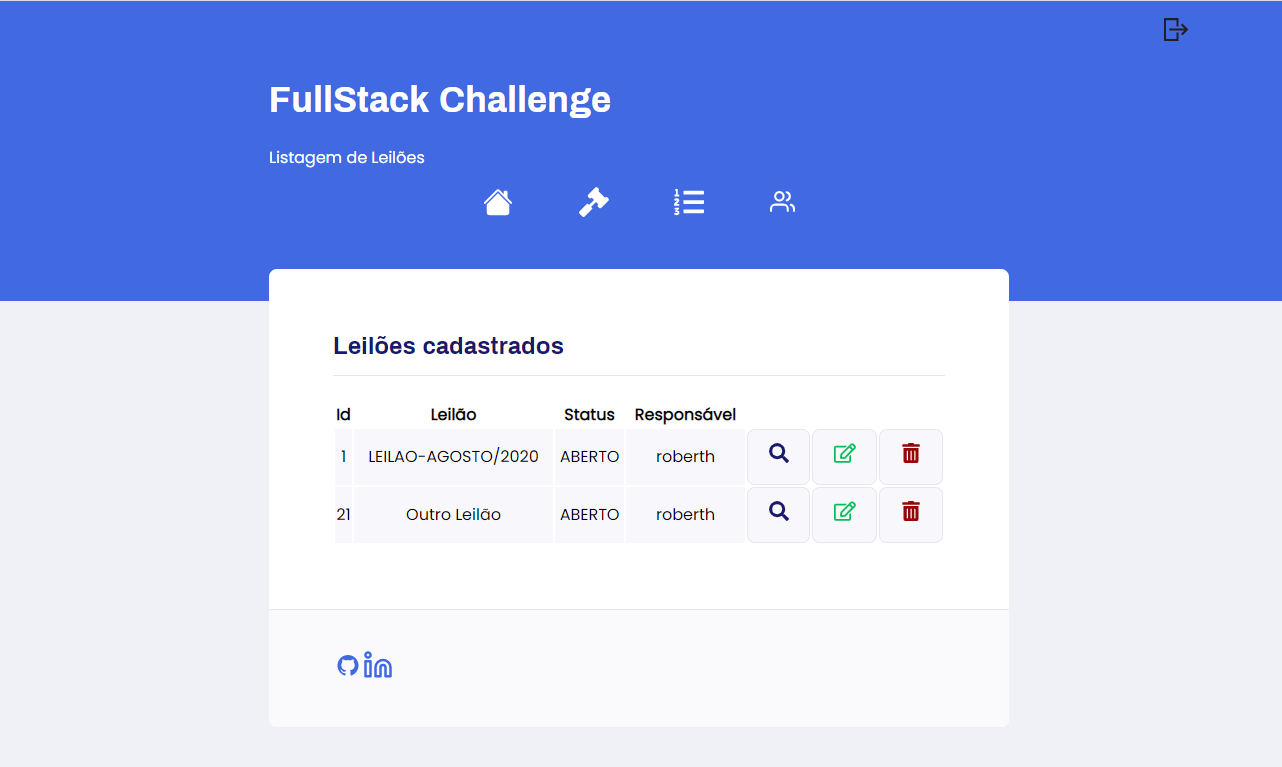 FullStack Challenge
Listagem de Leilões
Leilões cadastrados
Id Leilão Status Responsável
1 LEILAO-AGOSTO/2020 ABERTO roberth
21 Outro Leilão ABERTO roberth